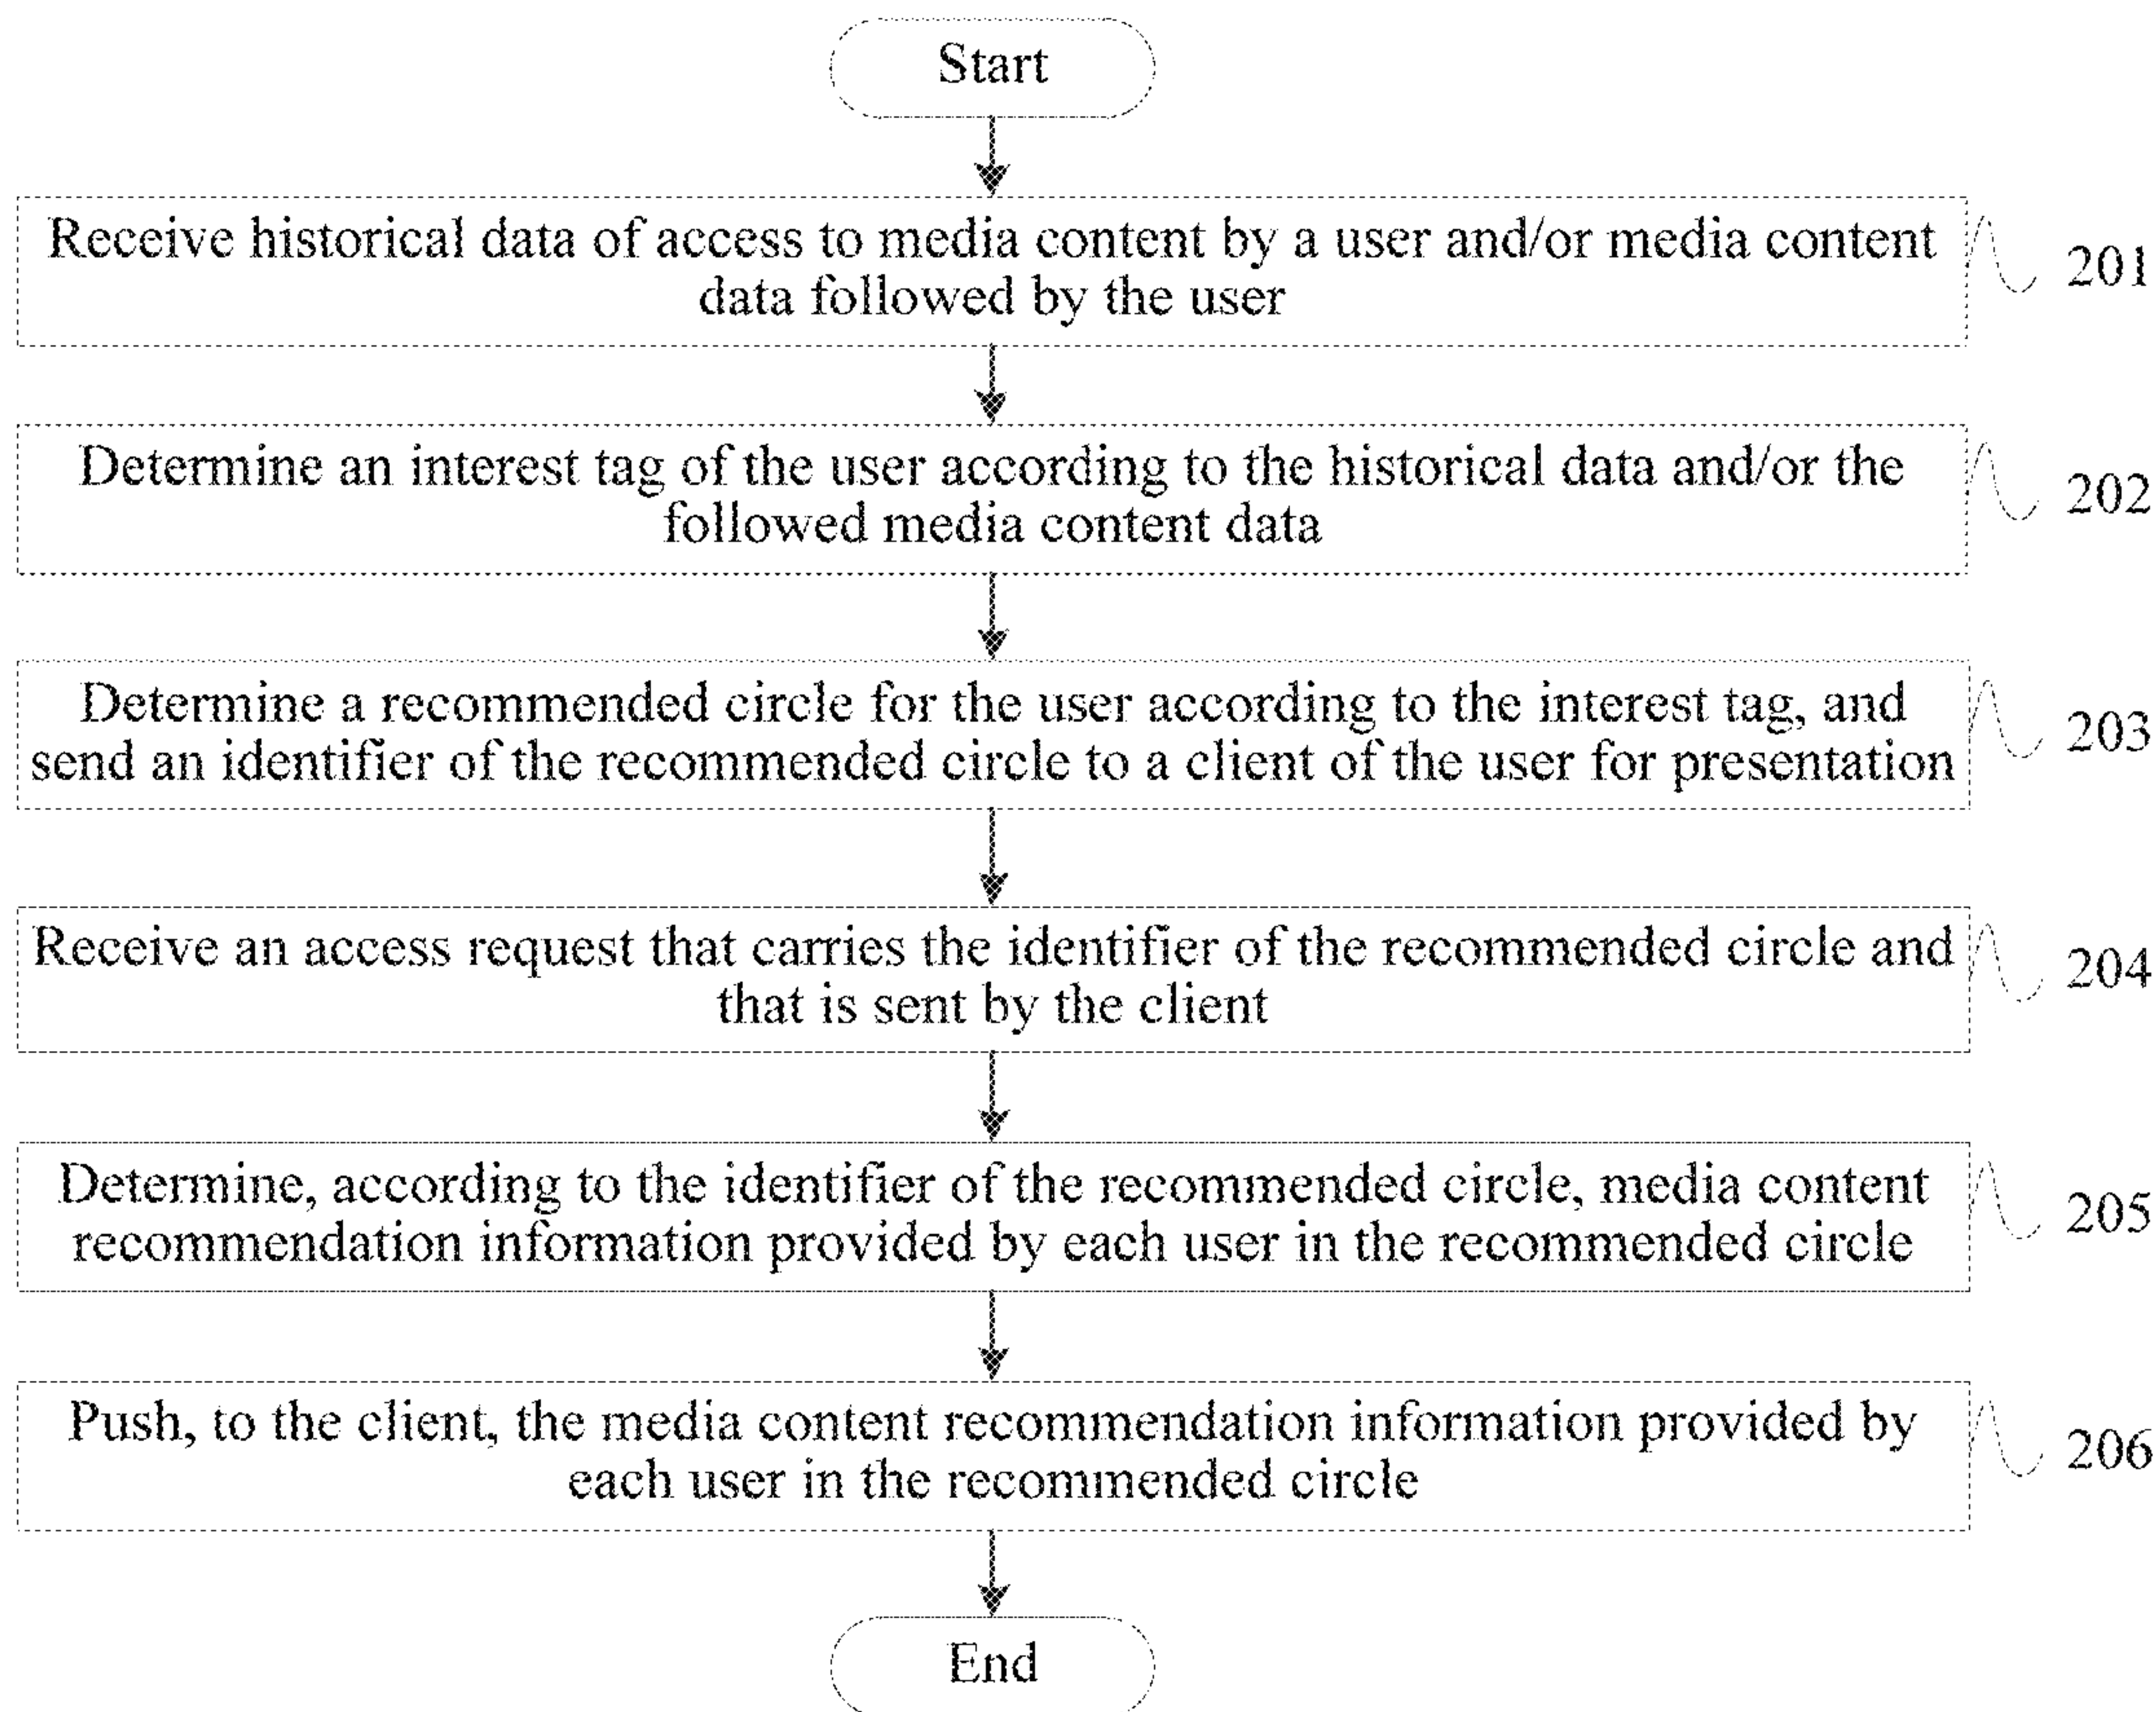 Start
Receive historical data of access to media content by a user and/or media content
data followed by the user
201
Determine an interest tag of the user according to the historical data and/or the
followed media content data
202
Determine a recommended circle for the user according to the interest tag, and
send an identifier of the recommended circle to a client of the user for presentation
203
Receive an access request that carries the identifier of the recommended circle and
that is sent by the client
204
Determine, according to the identifier of the recommended circle, media content
recommendation information provided by each user in the recommended circle
205
Push, to the client, the media content recommendation information provided by
each user in the recommended circle
206
End